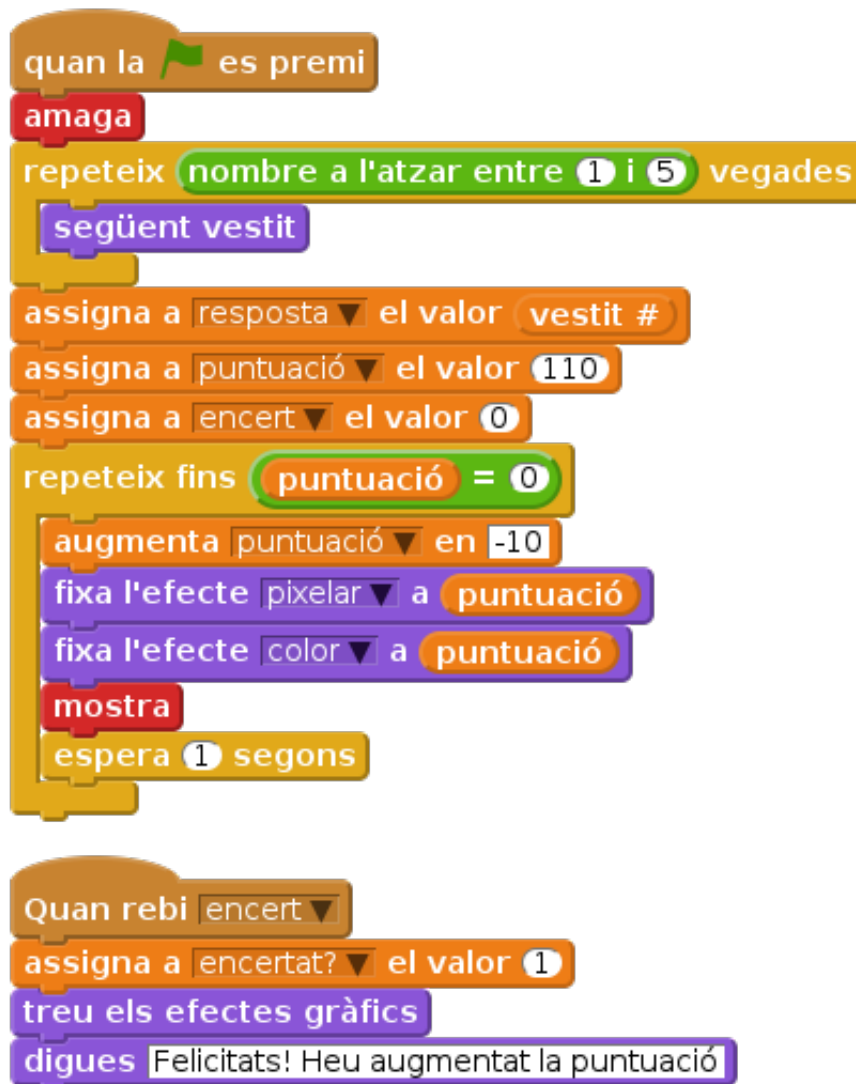 quan la es premi
amaga
repeteix nombre a l'atzar entre 1 i 5 vegades
següent vestit
assigna a resposta el valor vestit #
assigna a puntuació el valor 110
assigna a encert el valor 0
repeteix fins puntuació = 0
augmenta puntuació en -10
fixa l'efecte pixelar a puntuació
fixa l'efecte color a puntuació
mostra
espera 1 segons
Quan rebi encert
assigna a encertat? el valor 1
treu els efectes gràfics
digues Felicitats! Heu augmentat la puntuació